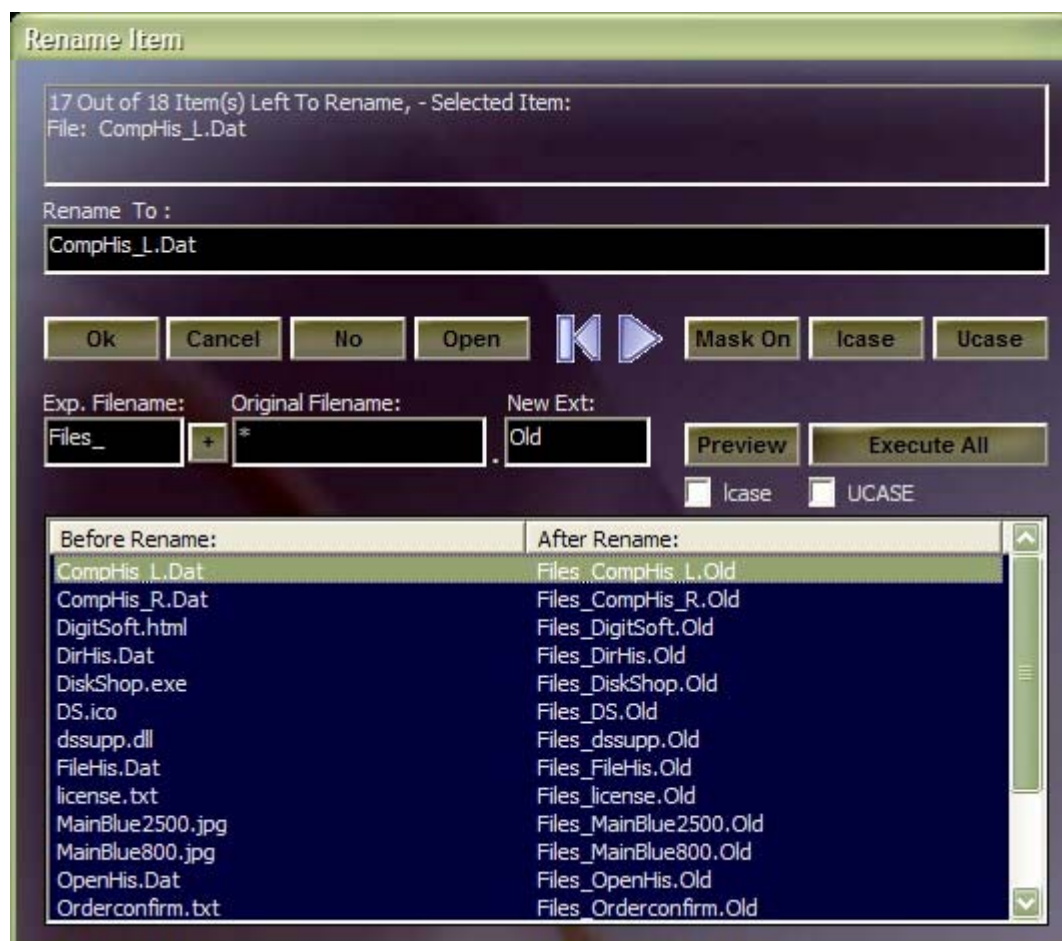 Rename Item
17 Out of 18 Item(s) Left To Rename, - Selected Item:
File: CompHis_L.Dat
Rename To :
CompHis_L.Dat
Ok Cancel No Open Mask On lcase Ucase
Exp. Filename: Original Filename: New Ext:
Files_ + * . Old Preview Execute All
lcase UCASE
Before Rename: After Rename:
CompHis_L.Dat Files_CompHis_L.Old
CompHis_R.Dat Files_CompHis_R.Old
DigitSoft.html Files_DigitSoft.Old
DirHis.Dat Files_DirHis.Old
DiskShop.exe Files_DiskShop.Old
DS.ico Files_DS.Old
dssupp.dll Files_dssupp.Old
FileHis.Dat Files_FileHis.Old
license.txt Files_license.Old
MainBlue2500.jpg Files_MainBlue2500.Old
MainBlue800.jpg Files_MainBlue800.Old
OpenHis.Dat Files_OpenHis.Old
Orderconfirm.txt Files_Orderconfirm.Old